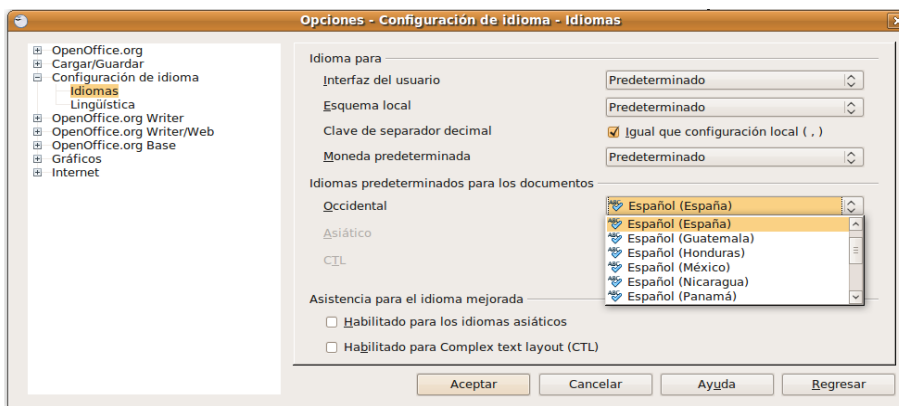 Opciones - Configuración de idioma - Idiomas
OpenOffice.org
Cargar/Guardar
Configuración de idioma
Idiomas
Lingüística
OpenOffice.org Writer
OpenOffice.org Writer/Web
OpenOffice.org Base
Gráficos
Internet
Idioma para
Interfaz del usuario Predeterminado
Esquema local Predeterminado
Clave de separador decimal Igual que configuración local ( , )
Moneda predeterminada Predeterminado
Idiomas predeterminados para los documentos
Occidental Español (España)
Español (España)
Asiático Español (Guatemala)
Español (Honduras)
CTL Español (México)
Español (Nicaragua)
Español (Panamá)
Asistencia para el idioma mejorada
Habilitado para los idiomas asiáticos
Habilitado para Complex text layout (CTL)
Aceptar Cancelar Ayuda Regresar